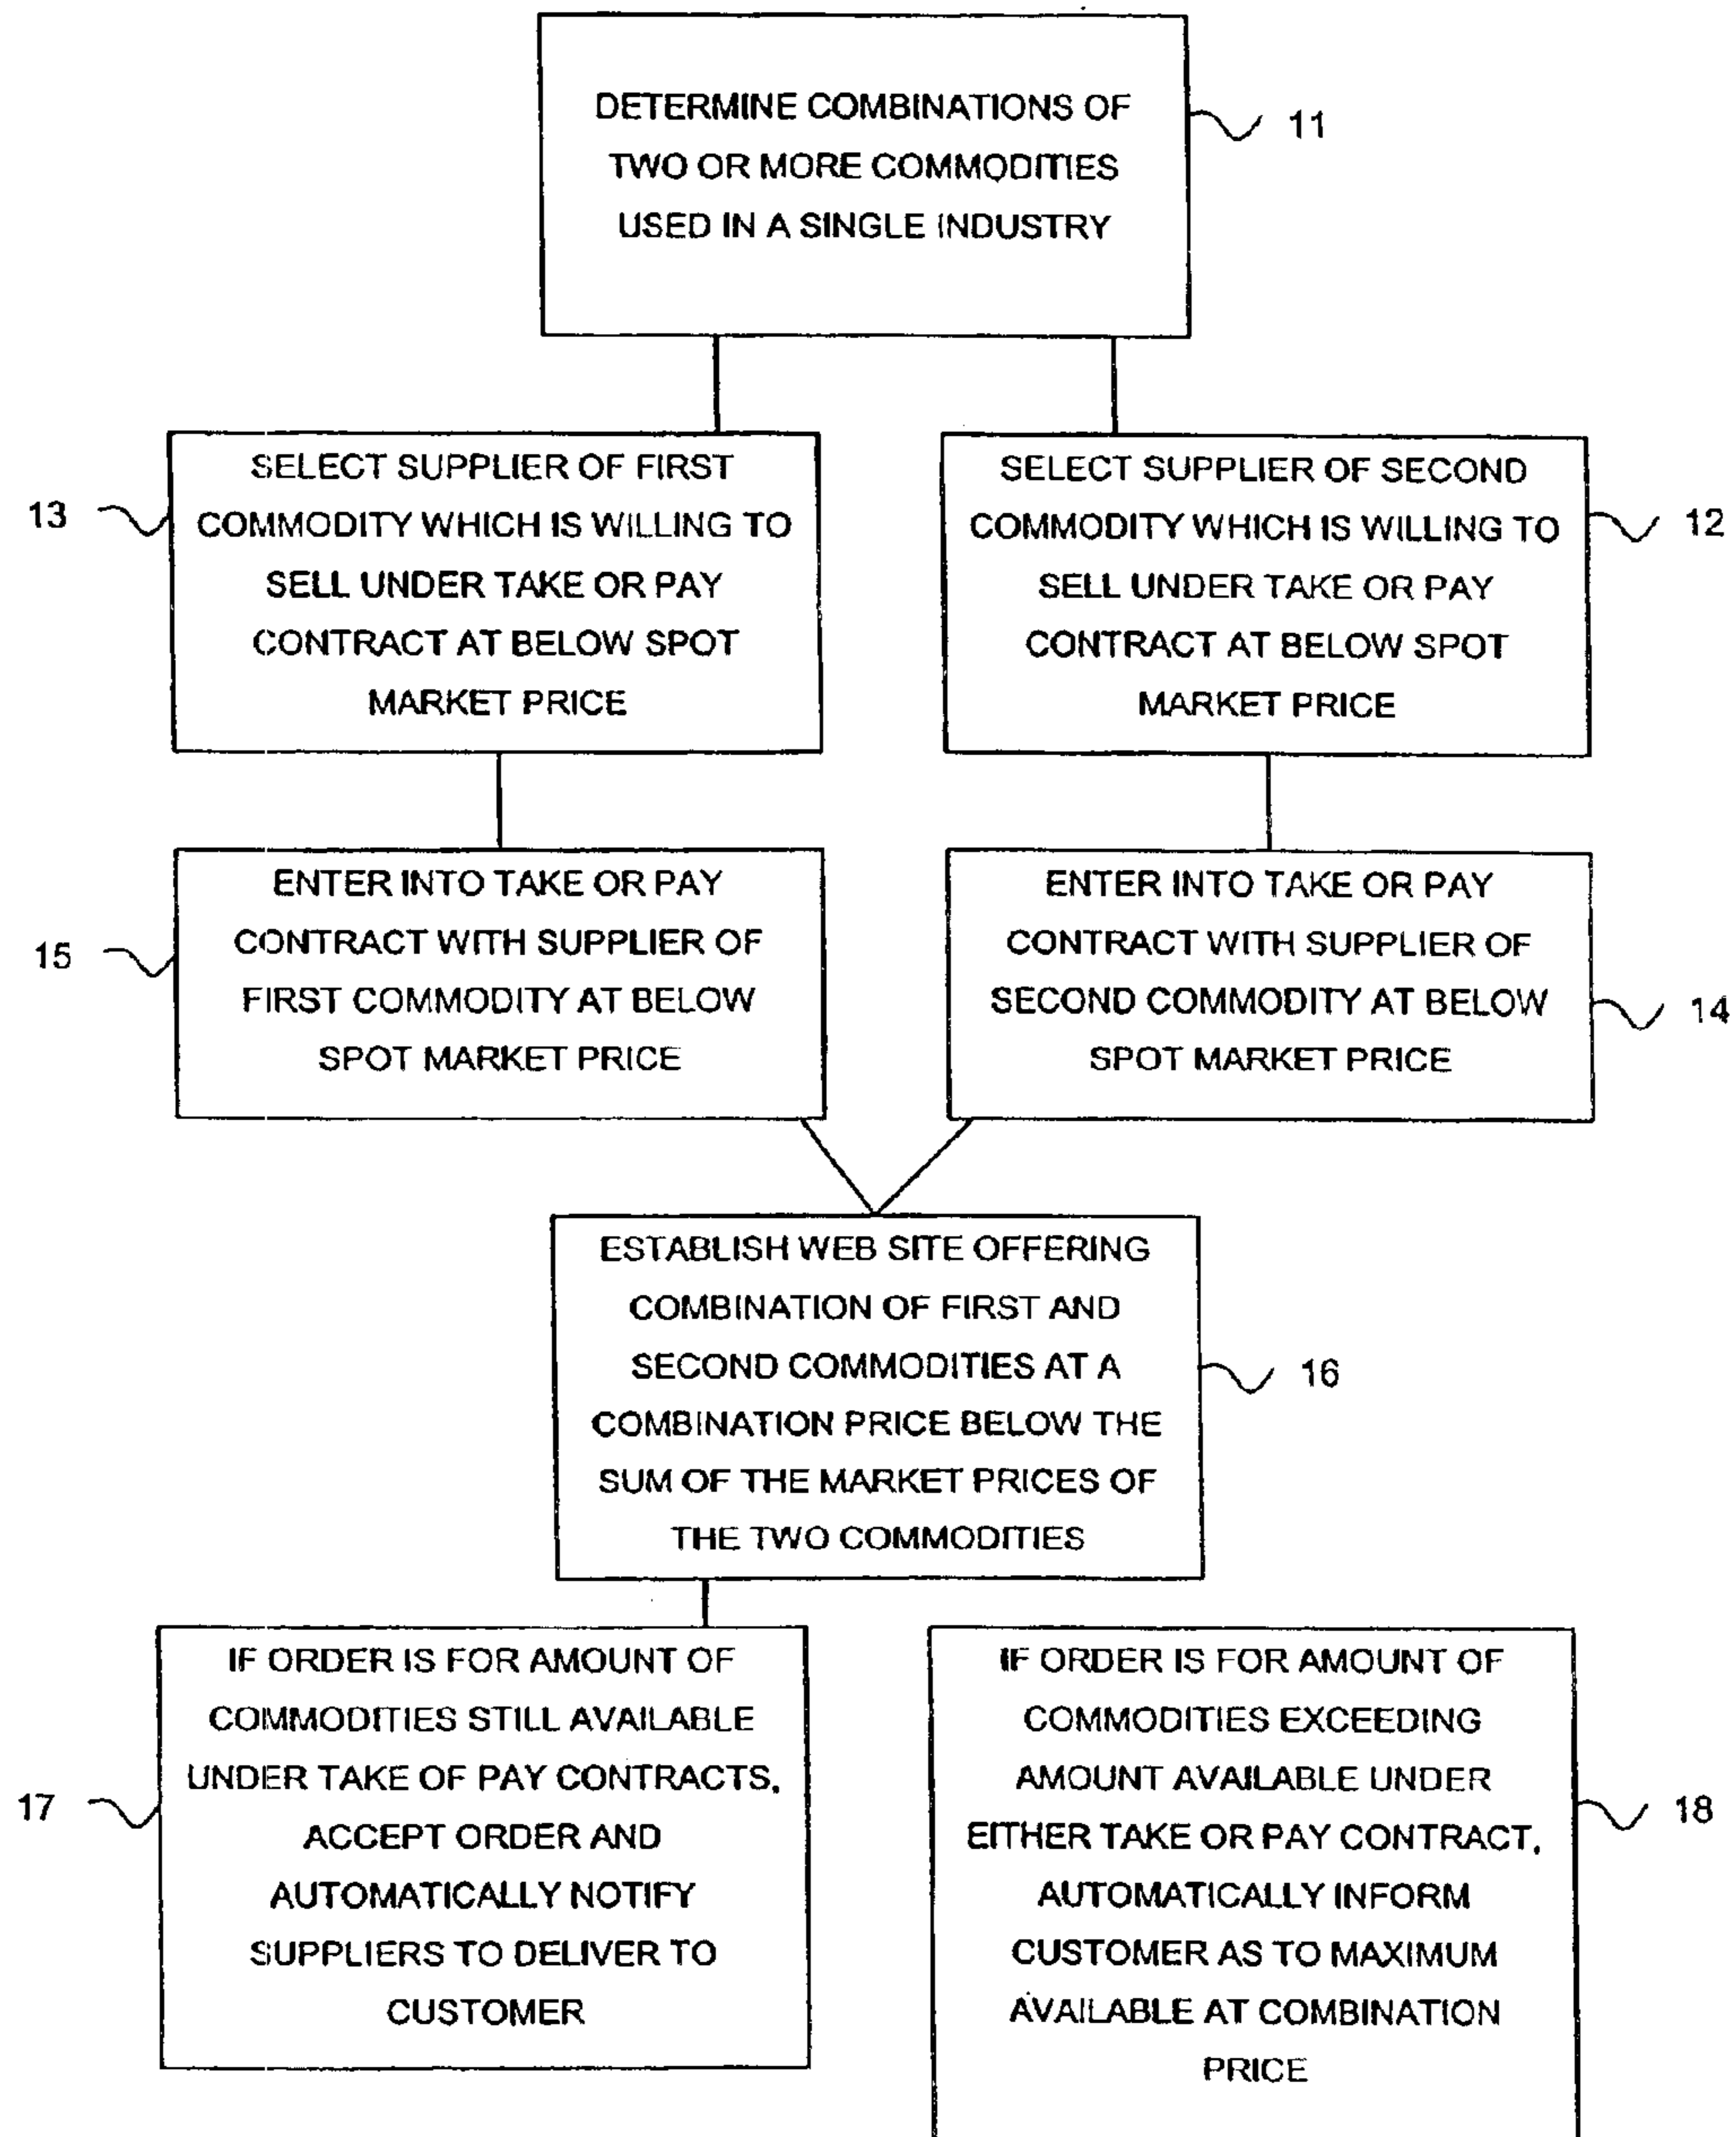 DETERMINE COMBINATIONS OF
TWO OR MORE COMMODITIES
USED IN A SINGLE INDUSTRY
11
SELECT SUPPLIER OF FIRST
COMMODITY WHICH IS WILLING TO
SELL UNDER TAKE OR PAY
CONTRACT AT BELOW SPOT
MARKET PRICE
13
SELECT SUPPLIER OF SECOND
COMMODITY WHICH IS WILLING TO
SELL UNDER TAKE OR PAY
CONTRACT AT BELOW SPOT
MARKET PRICE
12
ENTER INTO TAKE OR PAY
CONTRACT WITH SUPPLIER OF
FIRST COMMODITY AT BELOW
SPOT MARKET PRICE
15
ENTER INTO TAKE OR PAY
CONTRACT WITH SUPPLIER OF
SECOND COMMODITY AT BELOW
SPOT MARKET PRICE
14
ESTABLISH WEB SITE OFFERING
COMBINATION OF FIRST AND
SECOND COMMODITIES AT A
COMBINATION PRICE BELOW THE
SUM OF THE MARKET PRICES OF
THE TWO COMMODITIES
16
IF ORDER IS FOR AMOUNT OF
COMMODITIES STILL AVAILABLE
UNDER TAKE OF PAY CONTRACTS,
ACCEPT ORDER AND
AUTOMATICALLY NOTIFY
SUPPLIERS TO DELIVER TO
CUSTOMER
17
IF ORDER IS FOR AMOUNT OF
COMMODITIES EXCEEDING
AMOUNT AVAILABLE UNDER
EITHER TAKE OR PAY CONTRACT,
AUTOMATICALLY INFORM
CUSTOMER AS TO MAXIMUM
AVAILABLE AT COMBINATION
PRICE
18